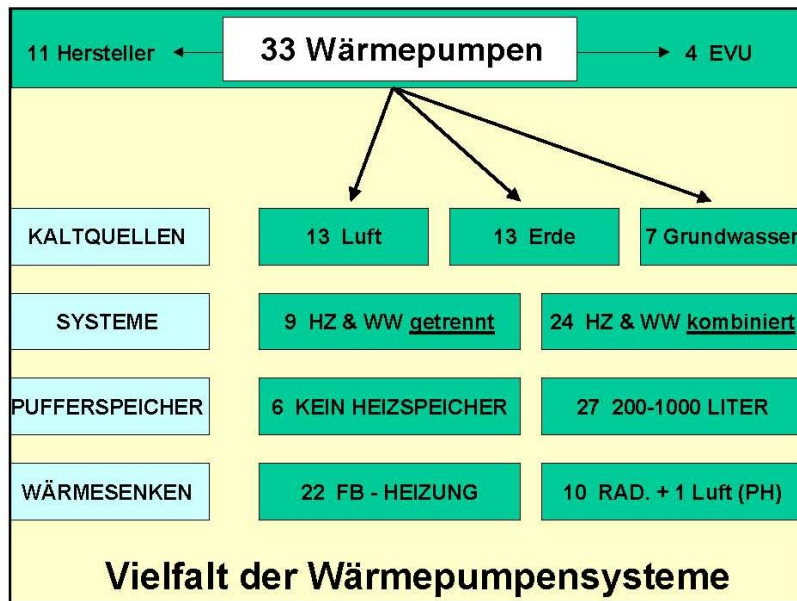 11 Hersteller 33 Wärmepumpen 4 EVU
KALTQUELLEN 13 Luft 13 Erde 7 Grundwasser
SYSTEME 9 HZ & WW getrennt 24 HZ & WW kombiniert
PUFFERSPEICHER 6 KEIN HEIZSPEICHER 27 200-1000 LITER
WÄRMESENKEN 22 FB - HEIZUNG 10 RAD. + 1 Luft (PH)
Vielfalt der Wärmepumpensysteme